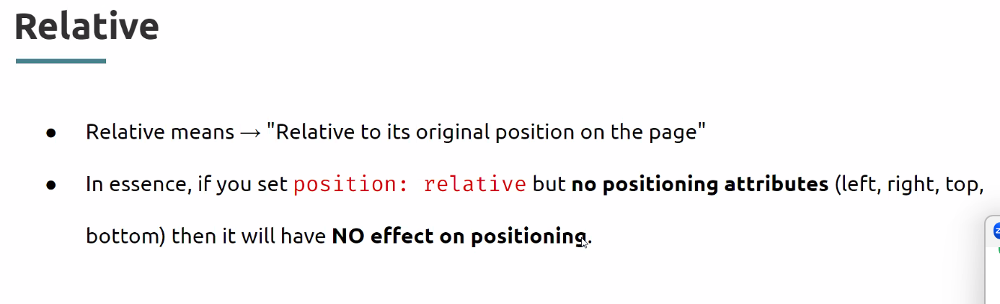 Relative
● Relative means → "Relative to its original position on the page"
● In essence, if you set position: relative but no positioning attributes (left, right, top,
bottom) then it will have NO effect on positioning.